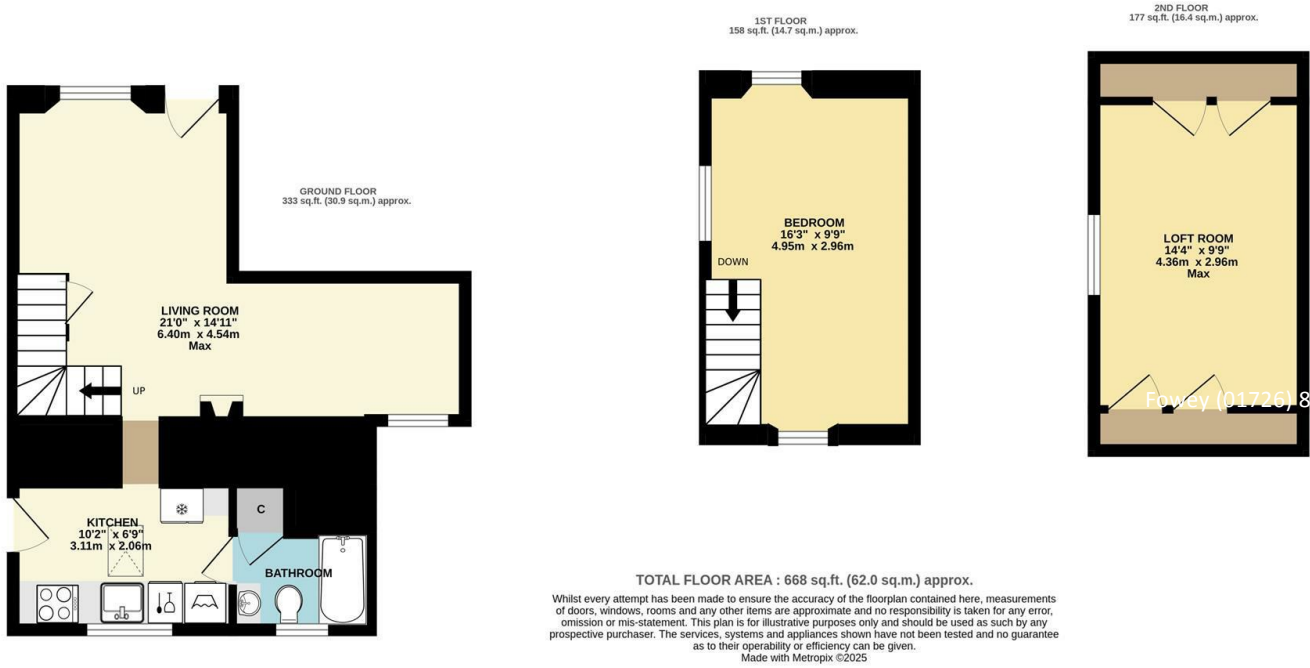 GROUND FLOOR
333 sq.ft. (30.9 sq.m.) approx.
LIVING ROOM
21'0" x 14'11"
6.40m x 4.54m
Max
UP
KITCHEN
10'2" x 6'9"
3.11m x 2.06m
C
BATHROOM
1ST FLOOR
158 sq.ft. (14.7 sq.m.) approx.
BEDROOM
16'3" x 9'9"
4.95m x 2.96m
DOWN
2ND FLOOR
177 sq.ft. (16.4 sq.m.) approx.
LOFT ROOM
14'4" x 9'9"
4.36m x 2.96m
Max
Fowey (01726) 8
TOTAL FLOOR AREA : 668 sq.ft. (62.0 sq.m.) approx.
Whilst every attempt has been made to ensure the accuracy of the floorplan contained here, measurements
of doors, windows, rooms and any other items are approximate and no responsibility is taken for any error,
omission or mis-statement. This plan is for illustrative purposes only and should be used as such by any
prospective purchaser. The services, systems and appliances shown have not been tested and no guarantee
as to their operability or efficiency can be given.
Made with Metropix ©2025